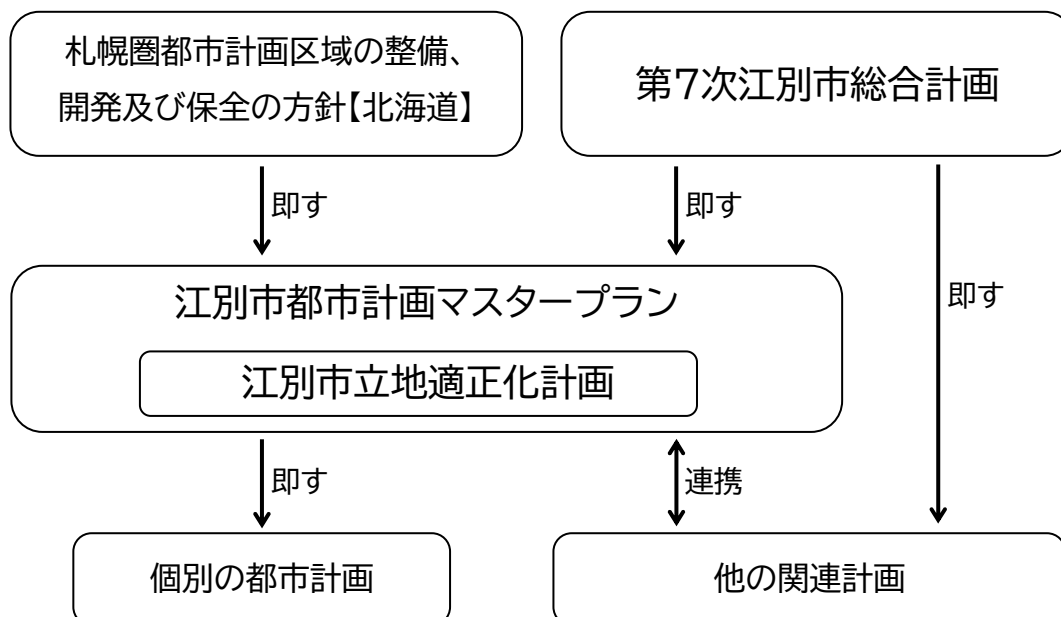 札幌圏都市計画区域の整備、
開発及び保全の方針【北海道】
第7次江別市総合計画
即す
即す
即す
江別市都市計画マスタープラン
江別市立地適正化計画
即す
連携
個別の都市計画
他の関連計画